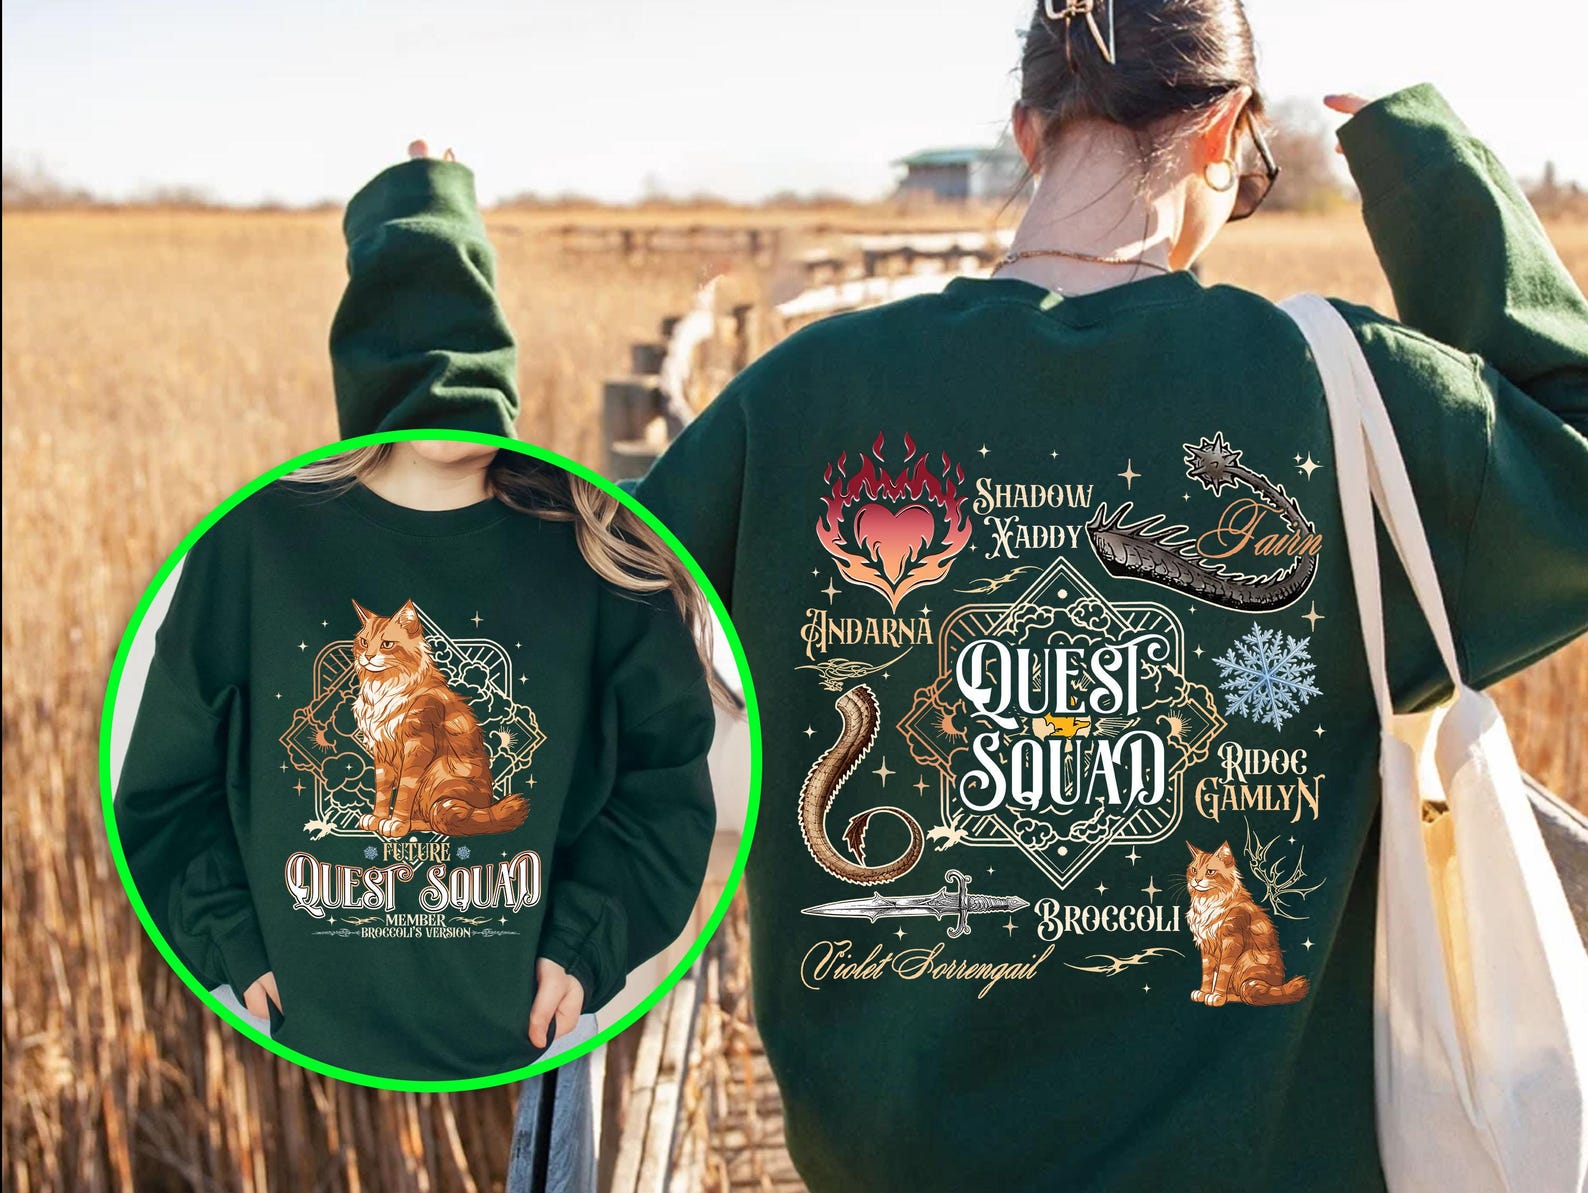 FUTURE
QUEST SQUAD
MEMBER
BROCCOLI'S VERSION
SHADOW
XADDY
Tairn
ANDARNA
QUEST
SQUAD
RIDOC
GAMLYN
BROCCOLI
Violet Sorrengail